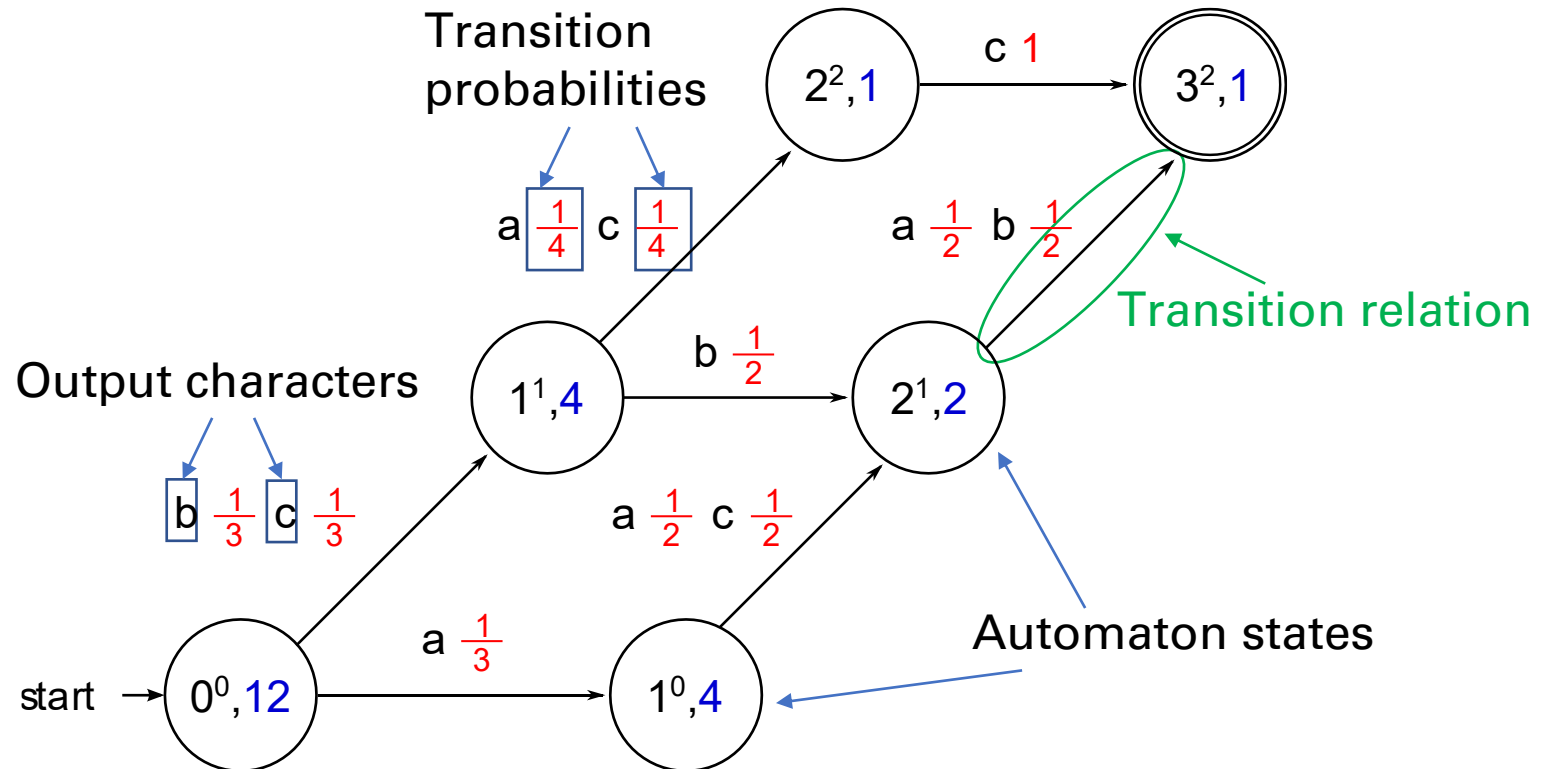 Transition
probabilities
c 1
2²,1
3²,1
a 1/4 c 1/4
a 1/2 b 1/2
Transition relation
b 1/2
Output characters
1¹,4
2¹,2
b 1/3 c 1/3
a 1/2 c 1/2
a 1/3
Automaton states
start
0⁰,12
1⁰,4